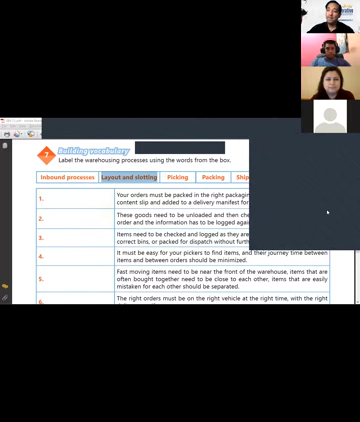 7
Building vocabulary
Label the warehousing processes using the words from the box.
Inbound processes Layout and slotting Picking Packing Ship
1. Your orders must be packed in the right packagin
content slip and added to a delivery manifest for
2. These goods need to be unloaded and then che
order and the information has to be logged again
3. Items need to be checked and logged as they are
correct bins, or packed for dispatch without furth
4. It must be easy for your pickers to find items, and their journey time between
items and between orders should be minimized.
5. Fast moving items need to be near the front of the warehouse, items that are
often bought together need to be close to each other, items that are easily
mistaken for each other should be separated.
6. The right orders must be on the right vehicle at the right time, with the right